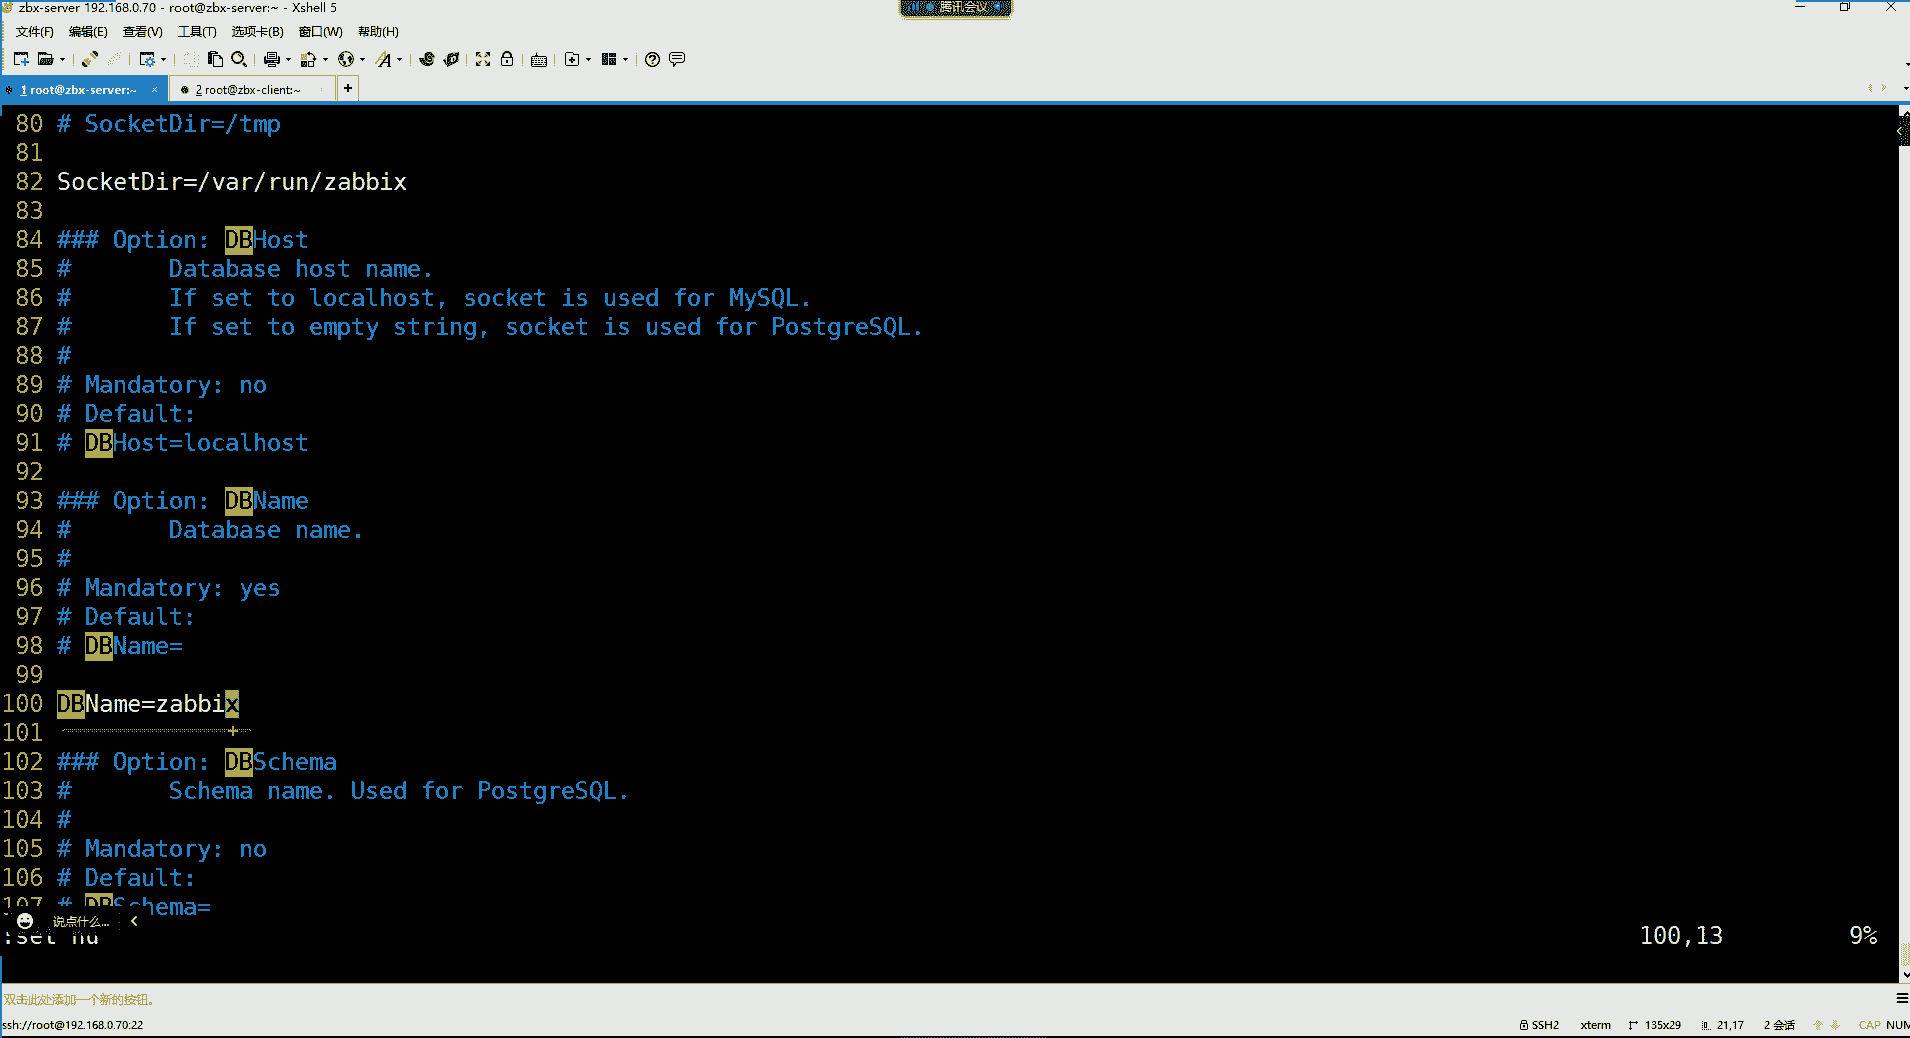 zbx-server 192.168.0.70 - root@zbx-server:~ - Xshell 5
腾讯会议
文件(F) 编辑(E) 查看(V) 工具(T) 选项卡(B) 窗口(W) 帮助(H)
1 root@zbx-server:~ × 2 root@zbx-client:~ +
80 # SocketDir=/tmp
81
82 SocketDir=/var/run/zabbix
83
84 ### Option: DBHost
85 # Database host name.
86 # If set to localhost, socket is used for MySQL.
87 # If set to empty string, socket is used for PostgreSQL.
88 #
89 # Mandatory: no
90 # Default:
91 # DBHost=localhost
92
93 ### Option: DBName
94 # Database name.
95 #
96 # Mandatory: yes
97 # Default:
98 # DBName=
99
100 DBName=zabbix
101
102 ### Option: DBSchema
103 # Schema name. Used for PostgreSQL.
104 #
105 # Mandatory: no
106 # Default:
107 # DBSchema=
说点什么...
:set nu 100,13 9%
双击此处添加一个新的按钮。
ssh://root@192.168.0.70:22 SSH2 xterm 135x29 21,17 2 会话 CAP NUM